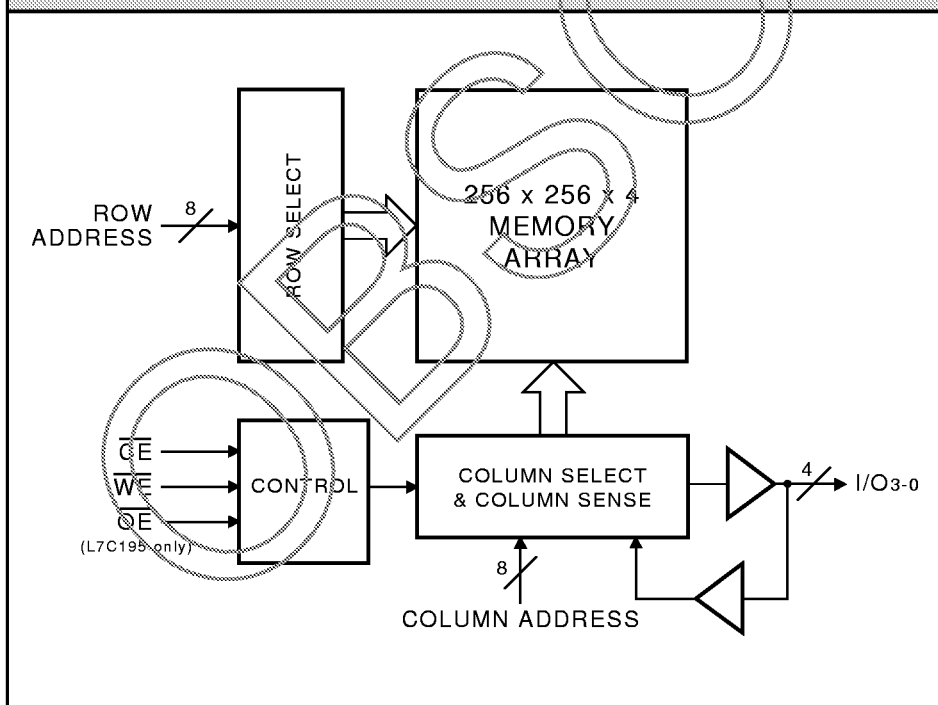 ROW SELECT
256 x 256 x 4
MEMORY
ARRAY
ROW
ADDRESS
8
CE
WE
OE
(L7C195 only)
CONTROL
COLUMN SELECT
& COLUMN SENSE
4
I/O3-0
8
COLUMN ADDRESS
OBSO